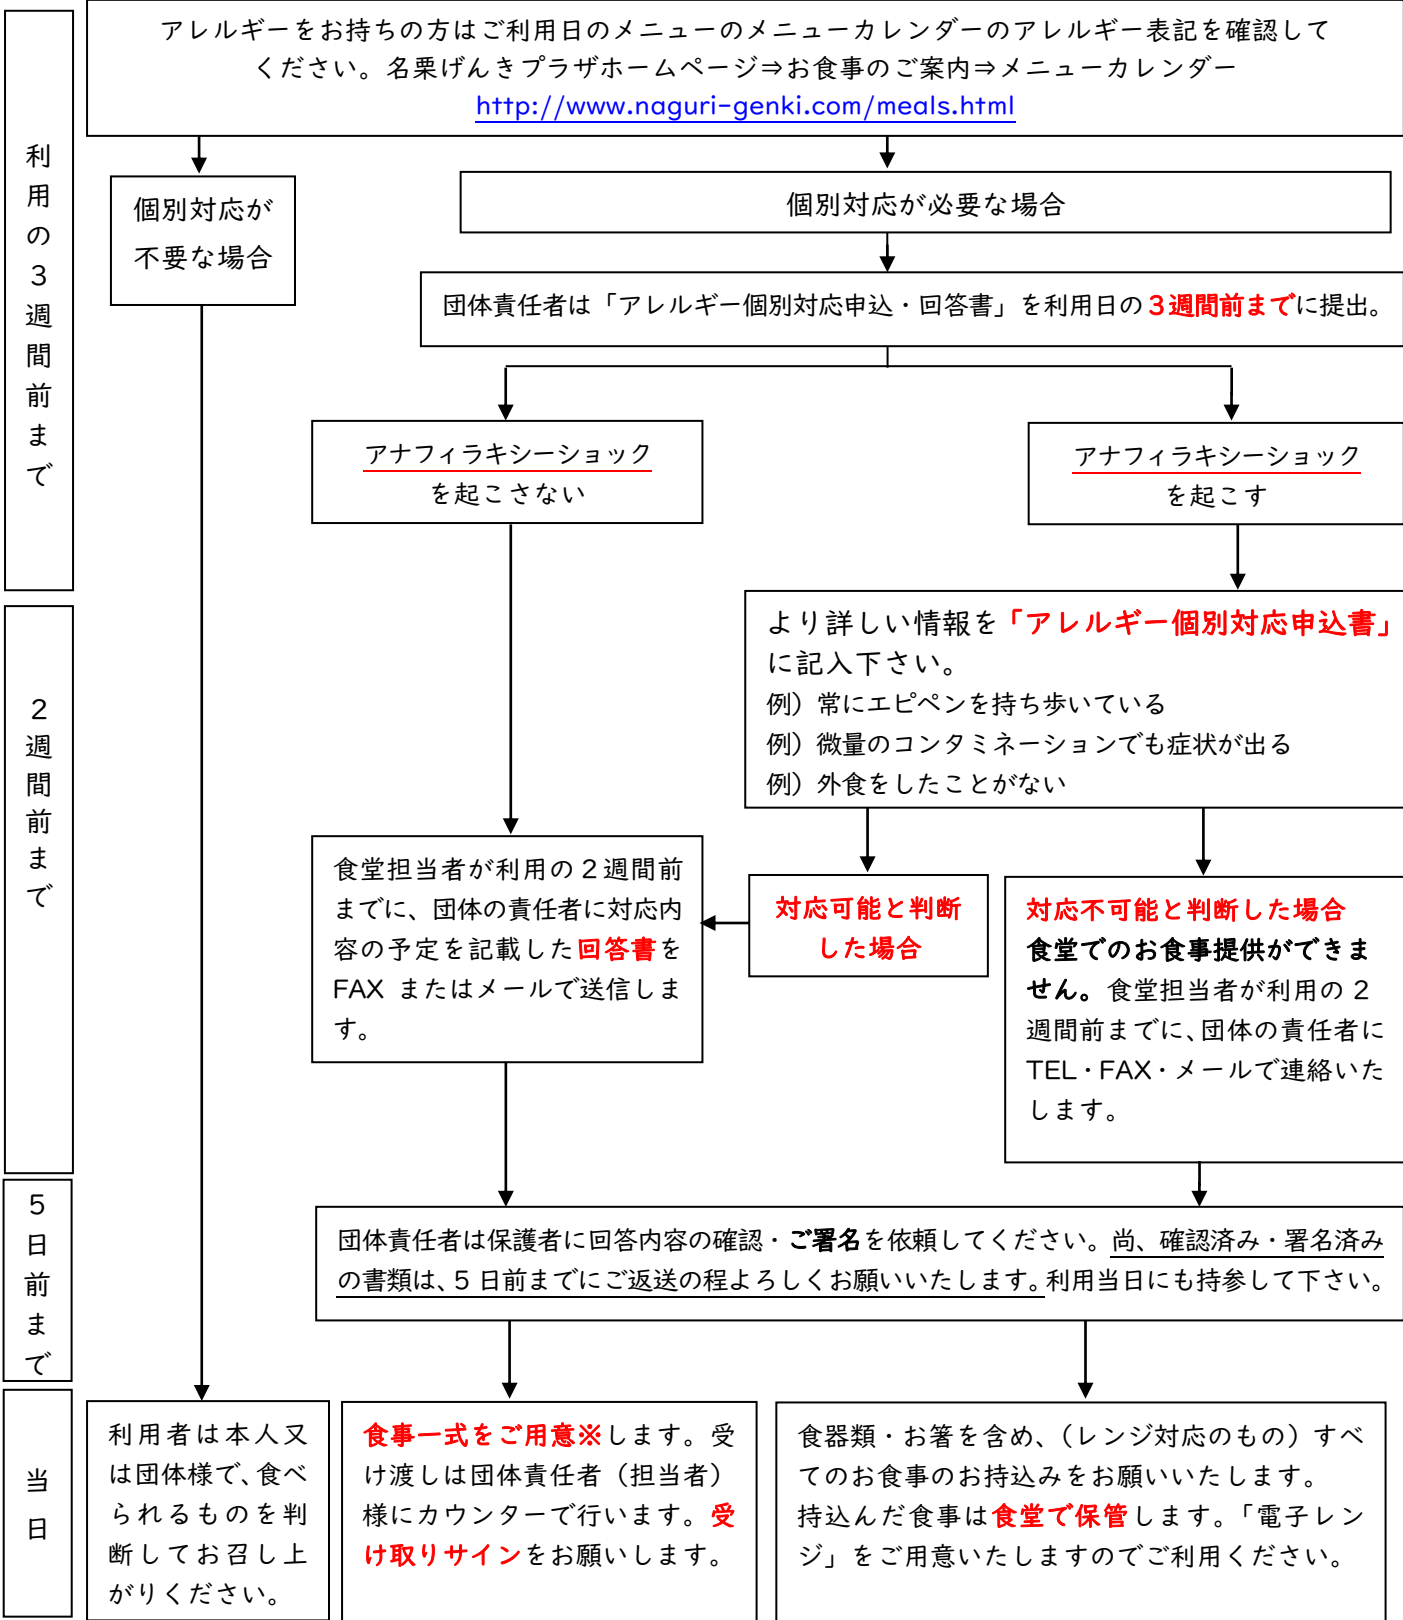 アレルギーをお持ちの方はご利用日のメニューのメニューカレンダーのアレルギー表記を確認して
ください。名栗げんきプラザホームページ⇒お食事のご案内⇒メニューカレンダー
http://www.naguri-genki.com/meals.html
利用の3週間前まで
個別対応が
不要な場合
個別対応が必要な場合
団体責任者は「アレルギー個別対応申込・回答書」を利用日の3週間前までに提出。
アナフィラキシーショック
を起こさない
アナフィラキシーショック
を起こす
2週間前まで
より詳しい情報を「アレルギー個別対応申込書」
に記入下さい。
例）常にエピペンを持ち歩いている
例）微量のコンタミネーションでも症状が出る
例）外食をしたことがない
食堂担当者が利用の2週間前
までに、団体の責任者に対応内
容の予定を記載した回答書を
FAX またはメールで送信しま
す。
対応可能と判断
した場合
対応不可能と判断した場合
食堂でのお食事提供ができま
せん。食堂担当者が利用の 2
週間前までに、団体の責任者に
TEL・FAX・メールで連絡いた
します。
5日前まで
団体責任者は保護者に回答内容の確認・ご署名を依頼してください。尚、確認済み・署名済み
の書類は、5 日前までにご返送の程よろしくお願いいたします。利用当日にも持参して下さい。
当日
利用者は本人又
は団体様で、食べ
られるものを判
断してお召し上
がりください。
食事一式をご用意※します。受
け渡しは団体責任者（担当者）
様にカウンターで行います。受
け取りサインをお願いします。
食器類・お箸を含め、（レンジ対応のもの）すべ
てのお食事のお持込みをお願いいたします。
持込んだ食事は食堂で保管します。「電子レン
ジ」をご用意いたしますのでご利用ください。